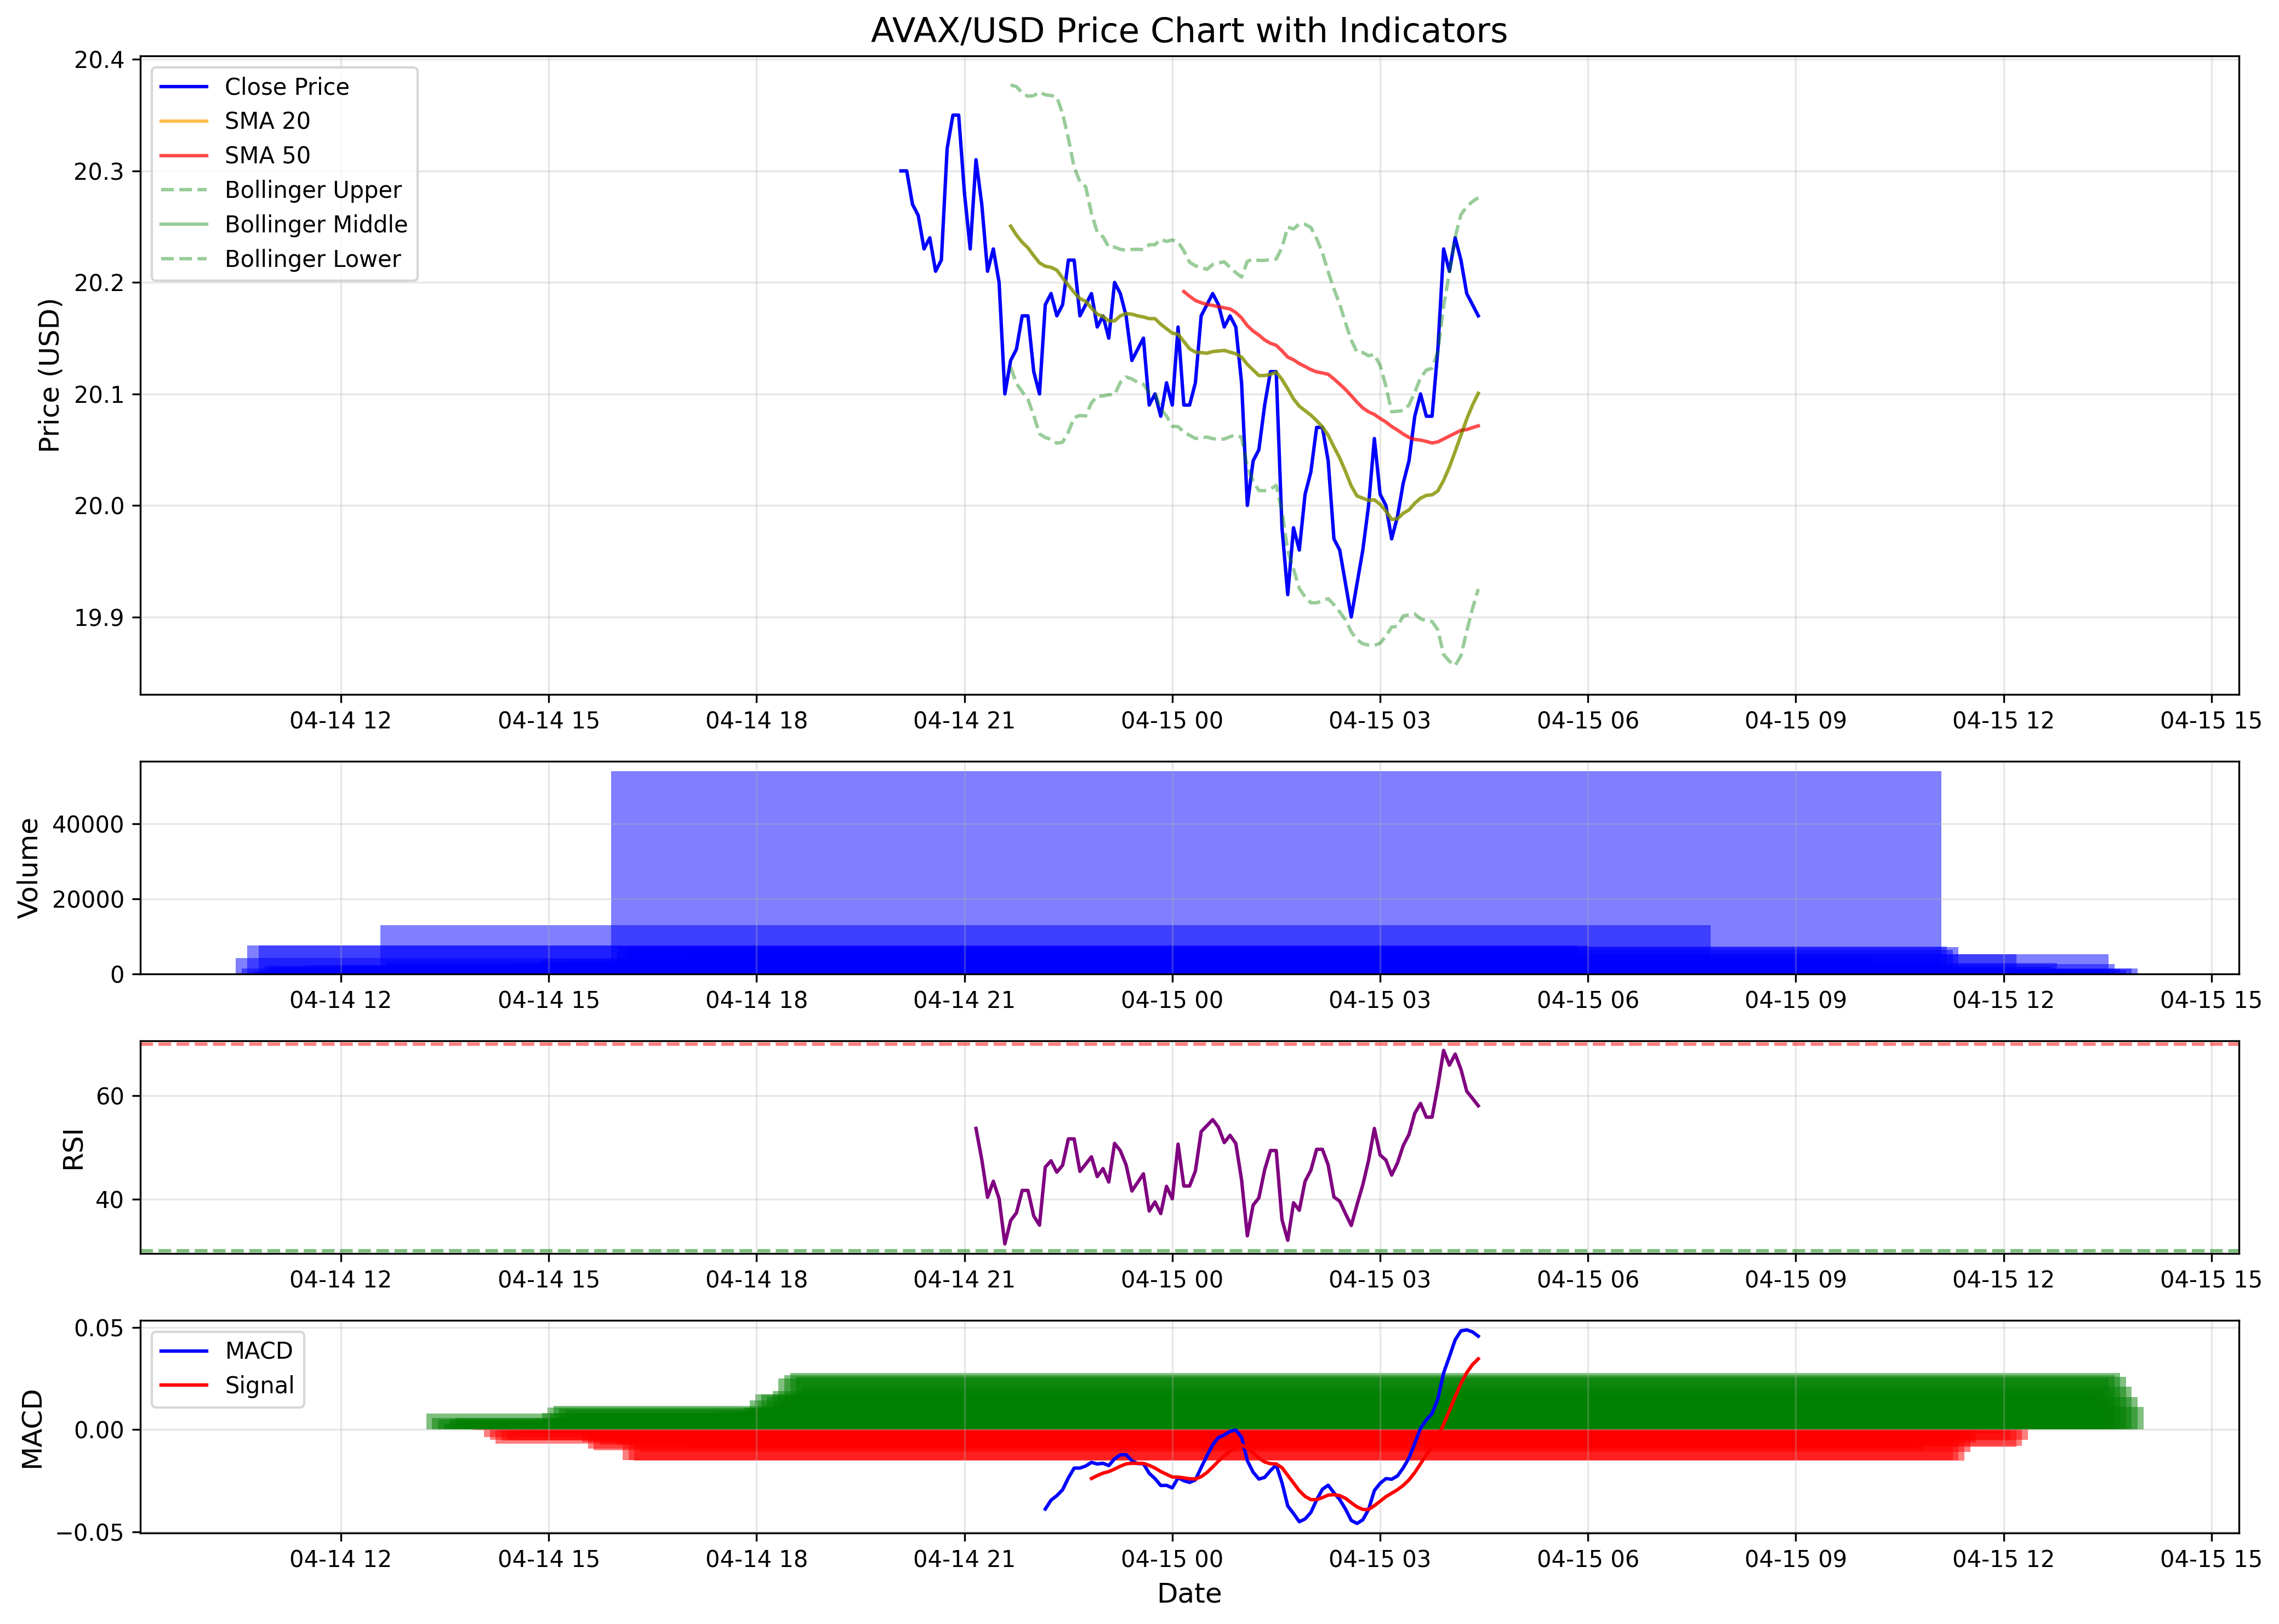 AVAX/USD Price Chart with Indicators
Price (USD)
20.4
20.3
20.2
20.1
20.0
19.9
Close Price
SMA 20
SMA 50
Bollinger Upper
Bollinger Middle
Bollinger Lower
04-14 12 04-14 15 04-14 18 04-14 21 04-15 00 04-15 03 04-15 06 04-15 09 04-15 12 04-15 15
Volume
40000
20000
0
04-14 12 04-14 15 04-14 18 04-14 21 04-15 00 04-15 03 04-15 06 04-15 09 04-15 12 04-15 15
RSI
60
40
04-14 12 04-14 15 04-14 18 04-14 21 04-15 00 04-15 03 04-15 06 04-15 09 04-15 12 04-15 15
MACD
0.05
0.00
−0.05
MACD
Signal
04-14 12 04-14 15 04-14 18 04-14 21 04-15 00 04-15 03 04-15 06 04-15 09 04-15 12 04-15 15
Date